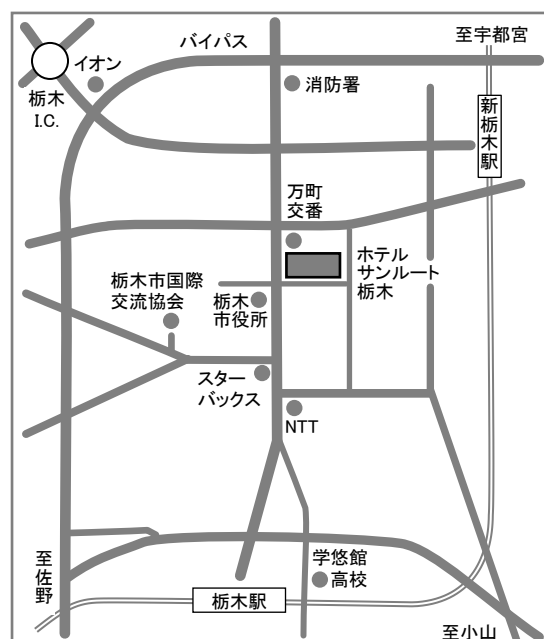 至宇都宮
バイパス
イオン
消防署
栃木
I.C.
新栃木駅
万町
交番
ホテル
サンルート
栃木
栃木市国際
交流協会
栃木
市役所
スター
バックス
NTT
至佐野
学悠館
高校
栃木駅
至小山